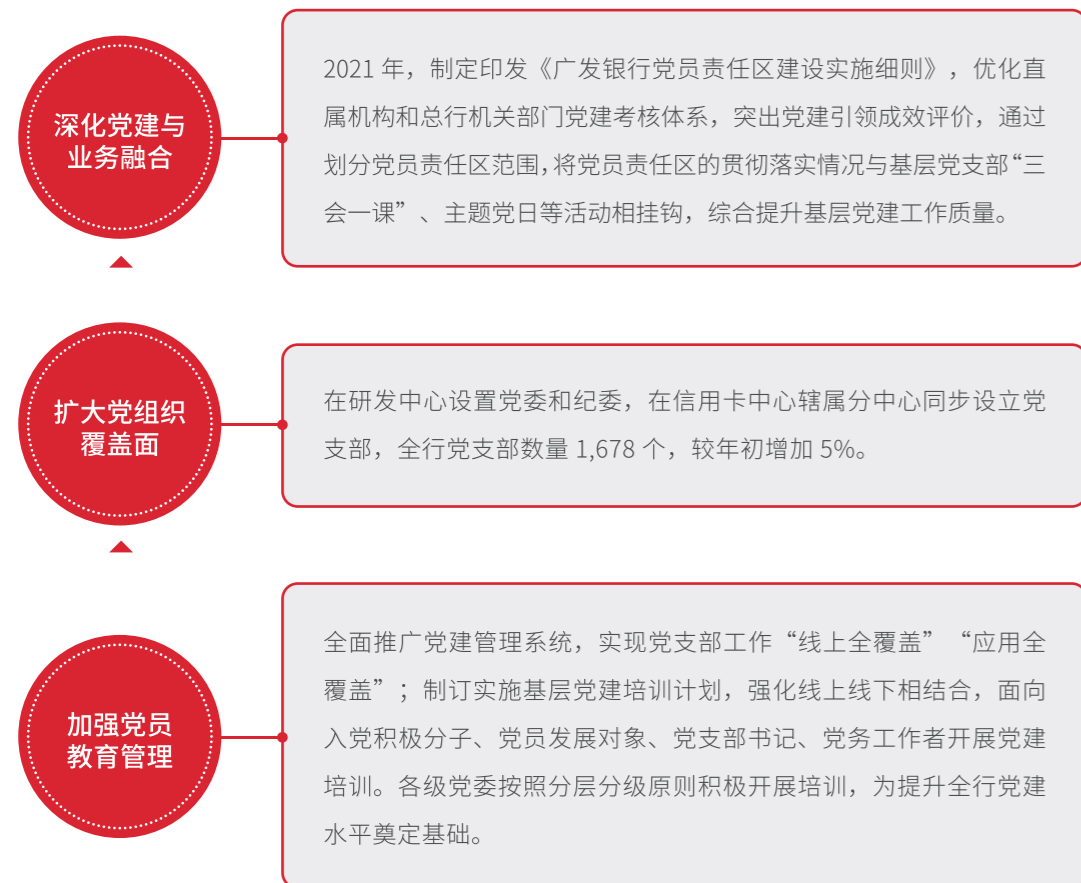 深化党建与
业务融合
2021 年，制定印发《广发银行党员责任区建设实施细则》，优化直
属机构和总行机关部门党建考核体系，突出党建引领成效评价，通过
划分党员责任区范围，将党员责任区的贯彻落实情况与基层党支部“三
会一课”、主题党日等活动相挂钩，综合提升基层党建工作质量。
扩大党组织
覆盖面
在研发中心设置党委和纪委，在信用卡中心辖属分中心同步设立党
支部，全行党支部数量 1,678 个，较年初增加 5%。
加强党员
教育管理
全面推广党建管理系统，实现党支部工作“线上全覆盖”“应用全
覆盖”；制订实施基层党建培训计划，强化线上线下相结合，面向
入党积极分子、党员发展对象、党支部书记、党务工作者开展党建
培训。各级党委按照分层分级原则积极开展培训，为提升全行党建
水平奠定基础。